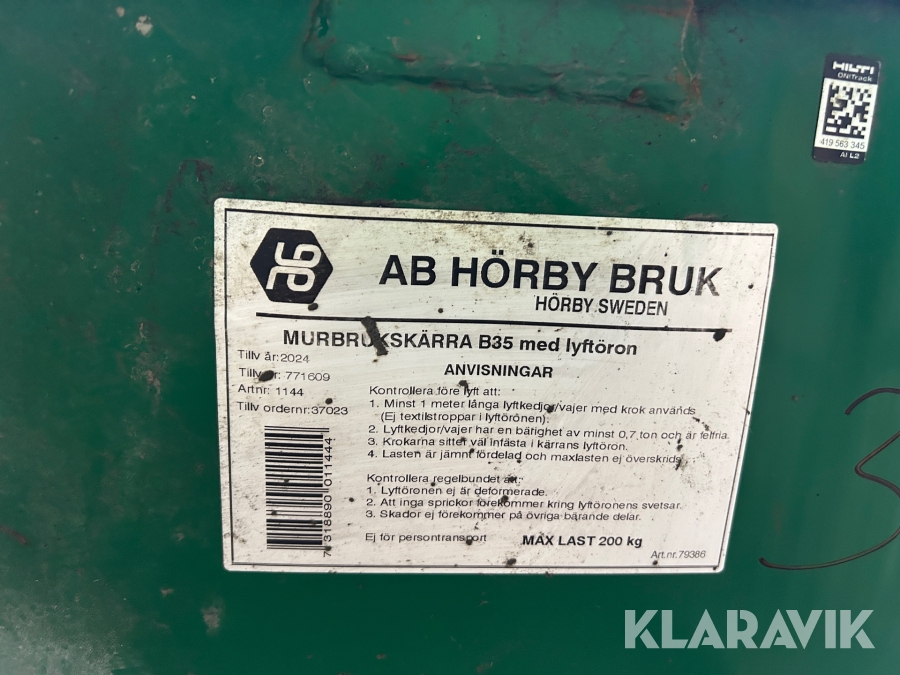 HILTI
ON!Track
419 563 345
AI L2
AB HÖRBY BRUK
HÖRBY SWEDEN
MURBRUKSKÄRRA B35 med lyftöron
Tillv år:2024
771609
Artnr: 1144
Tillv ordernr:37023
ANVISNINGAR
Kontrollera före lyft att:
1. Minst 1 meter långa lyftkedjor/vajer med krok används
(Ej textilstroppar i lyftöronen).
2. Lyftkedjor/vajer har en bärighet av minst 0,7 ton och är felfria.
3. Krokarna sitter väl infästa i kärrans lyftöron.
4. Lasten är jämnt fördelad och maxlasten ej överskrids.
Kontrollera regelbundet att:
1. Lyftöronen ej är deformerade.
2. Att inga sprickor förekommer kring lyftöronens svetsar.
3. Skador ej förekommer på övriga bärande delar.
Ej för persontransport MAX LAST 200 kg
Art.nr.79386
7 318890 011444
3
KLARAVIK